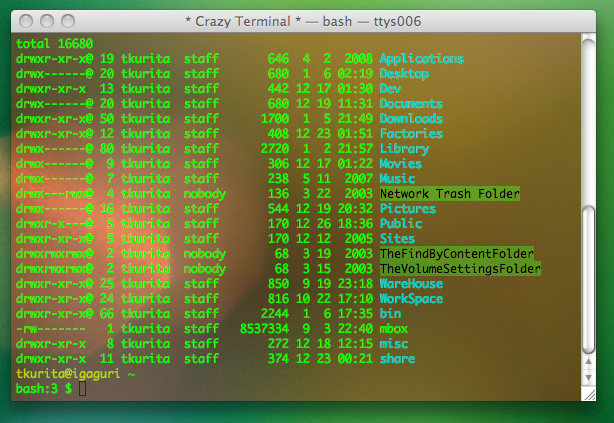 * Crazy Terminal * — bash — ttys006
total 16680
drwxr-xr-x@ 19 tkurita staff 646 4 2 2008 Applications
drwx------@ 20 tkurita staff 680 1 6 02:19 Desktop
drwxr-xr-x 13 tkurita staff 442 12 17 01:30 Dev
drwx------@ 20 tkurita staff 680 12 19 11:31 Documents
drwxr-xr-x@ 50 tkurita staff 1700 1 5 21:49 Downloads
drwxr-xr-x@ 12 tkurita staff 408 12 23 01:51 Factories
drwx------@ 80 tkurita staff 2720 1 2 21:57 Library
drwx------@ 9 tkurita staff 306 12 17 01:22 Movies
drwx------@ 7 tkurita staff 238 5 11 2007 Music
drwx---rwx@ 4 tkurita nobody 136 3 22 2003 Network Trash Folder
drwx------@ 16 tkurita staff 544 12 19 20:32 Pictures
drwxr-x---@ 5 tkurita staff 170 12 26 18:36 Public
drwxr-xr-x@ 5 tkurita staff 170 12 12 2005 Sites
drwxrwxrwx@ 2 tkurita nobody 68 3 19 2003 TheFindByContentFolder
drwxrwxrwx@ 2 tkurita nobody 68 3 15 2003 TheVolumeSettingsFolder
drwxr-xr-x@ 25 tkurita staff 850 9 19 23:18 WareHouse
drwxr-xr-x@ 24 tkurita staff 816 10 22 17:10 WorkSpace
drwxr-xr-x@ 66 tkurita staff 2244 1 6 17:35 bin
-rw------- 1 tkurita staff 8537334 9 3 22:40 mbox
drwxr-xr-x 8 tkurita staff 272 12 18 12:15 misc
drwxr-xr-x 11 tkurita staff 374 12 23 00:21 share
tkurita@igaguri ~
bash:3 $